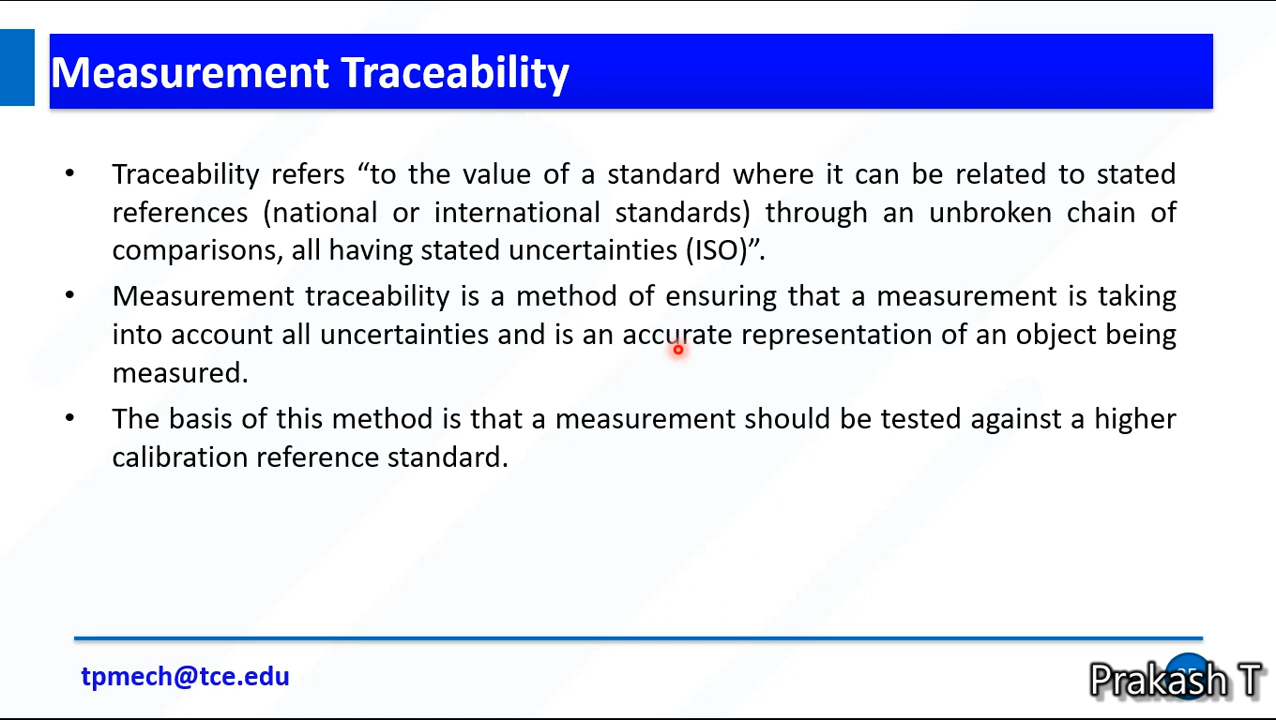 Measurement Traceability
• Traceability refers “to the value of a standard where it can be related to stated
references (national or international standards) through an unbroken chain of
comparisons, all having stated uncertainties (ISO)”.
• Measurement traceability is a method of ensuring that a measurement is taking
into account all uncertainties and is an accurate representation of an object being
measured.
• The basis of this method is that a measurement should be tested against a higher
calibration reference standard.
tpmech@tce.edu
Prakash T